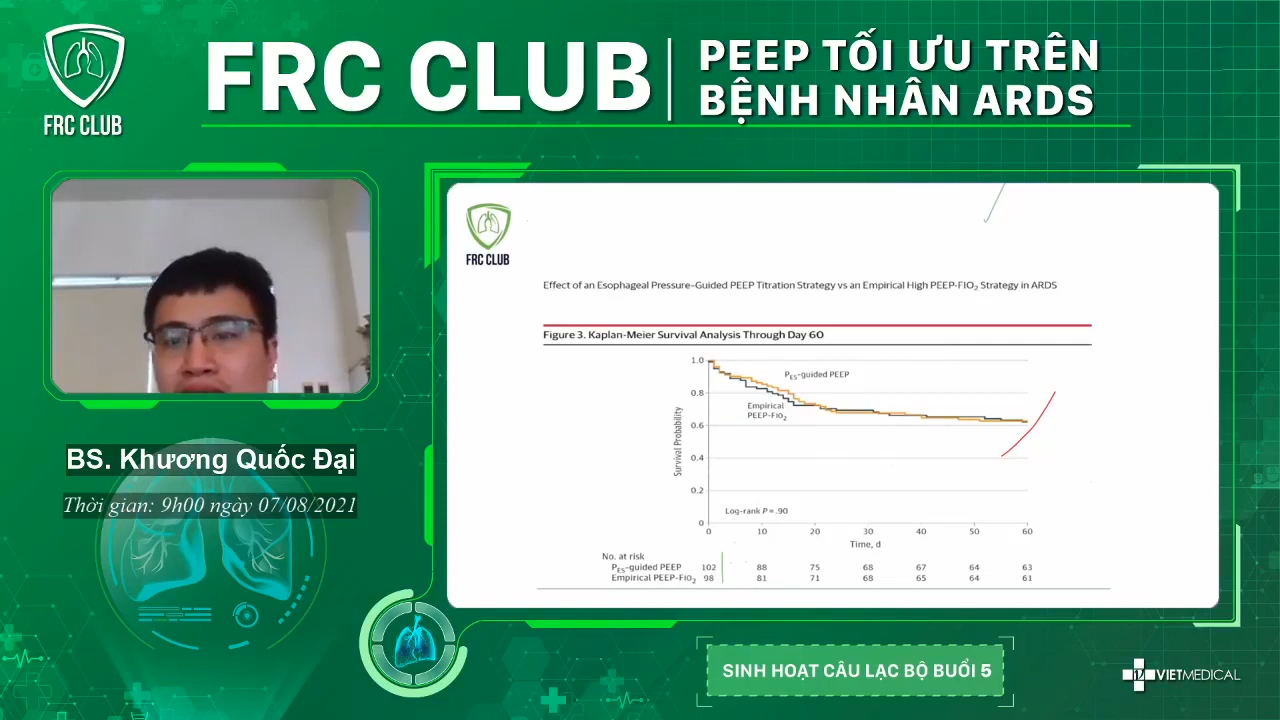 FRC CLUB
FRC CLUB
PEEP TỐI ƯU TRÊN
BỆNH NHÂN ARDS
BS. Khương Quốc Đại
Thời gian: 9h00 ngày 07/08/2021
FRC CLUB
Effect of an Esophageal Pressure–Guided PEEP Titration Strategy vs an Empirical High PEEP-FIO2 Strategy in ARDS
Figure 3. Kaplan-Meier Survival Analysis Through Day 60
1.0
0.8
0.6
0.4
0.2
0
Survival Probability
PES-guided PEEP
Empirical
PEEP-FIO2
Log-rank P = .90
0 10 20 30 40 50 60
Time, d
No. at risk
PES-guided PEEP 102 88 75 68 67 64 63
Empirical PEEP-FIO2 98 81 71 68 65 64 61
SINH HOẠT CÂU LẠC BỘ BUỔI 5
VIETMEDICAL